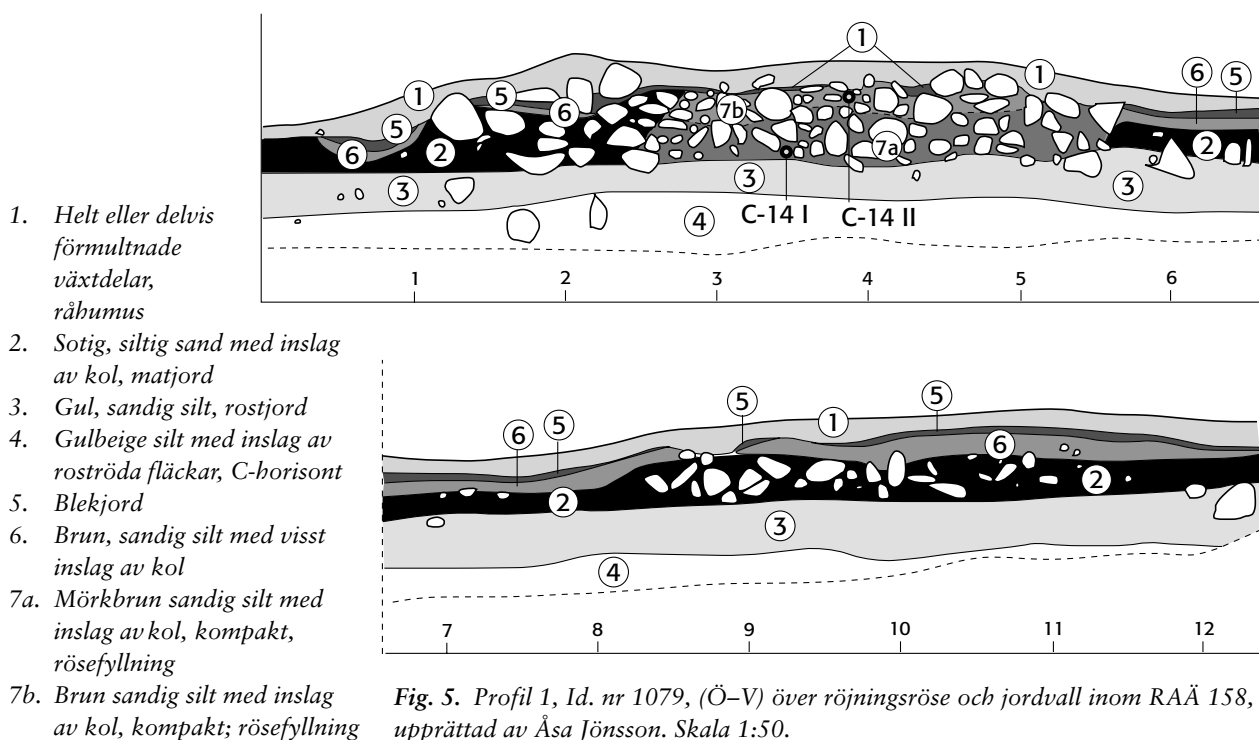 1
6
5
1
5
6
7b
1
5
6
2
7a
2
3
3
3
C-14 I
C-14 II
4
1
2
3
4
5
6
1. Helt eller delvis
förmultnade
växtdelar,
råhumus
2. Sotig, siltig sand med inslag
av kol, matjord
3. Gul, sandig silt, rostjord
4. Gulbeige silt med inslag av
roströda fläckar, C-horisont
5. Blekjord
6. Brun, sandig silt med visst
inslag av kol
7a. Mörkbrun sandig silt med
inslag av kol, kompakt,
rösefyllning
7b. Brun sandig silt med inslag
av kol, kompakt; rösefyllning
5
1
5
6
5
6
2
2
3
4
7
8
9
10
11
12
Fig. 5. Profil 1, Id. nr 1079, (Ö–V) över röjningsröse och jordvall inom RAÄ 158,
upprättad av Åsa Jönsson. Skala 1:50.